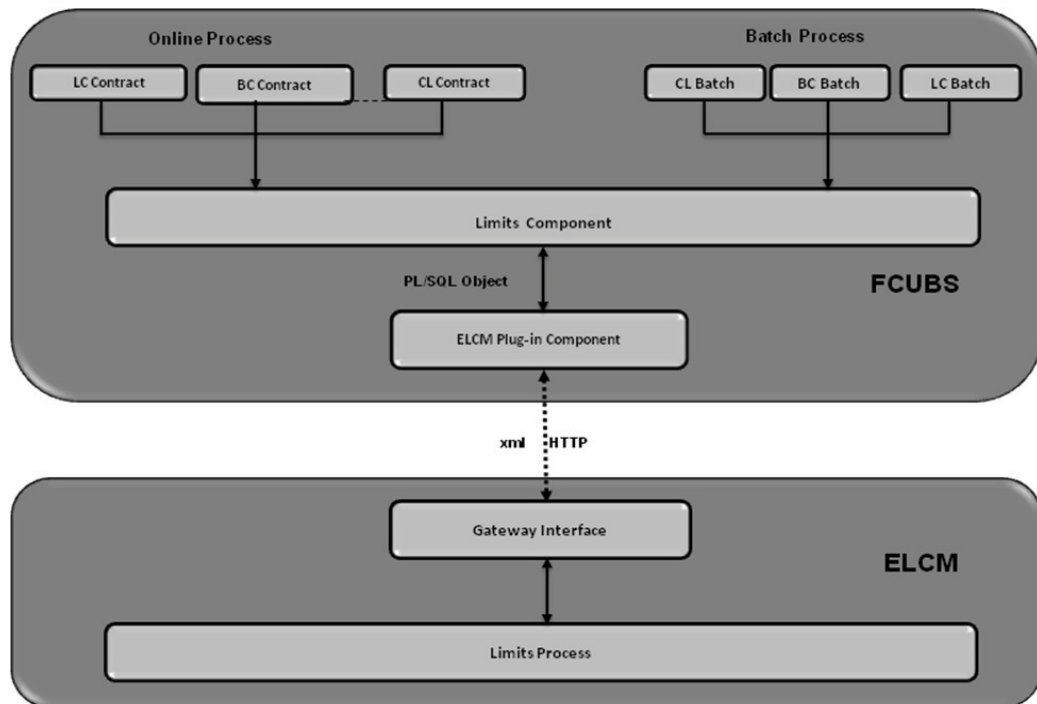 Online Process
Batch Process
LC Contract
BC Contract
CL Contract
CL Batch
BC Batch
LC Batch
Limits Component
PL/SQL Object
FCUBS
ELCM Plug-in Component
xml HTTP
Gateway Interface
ELCM
Limits Process